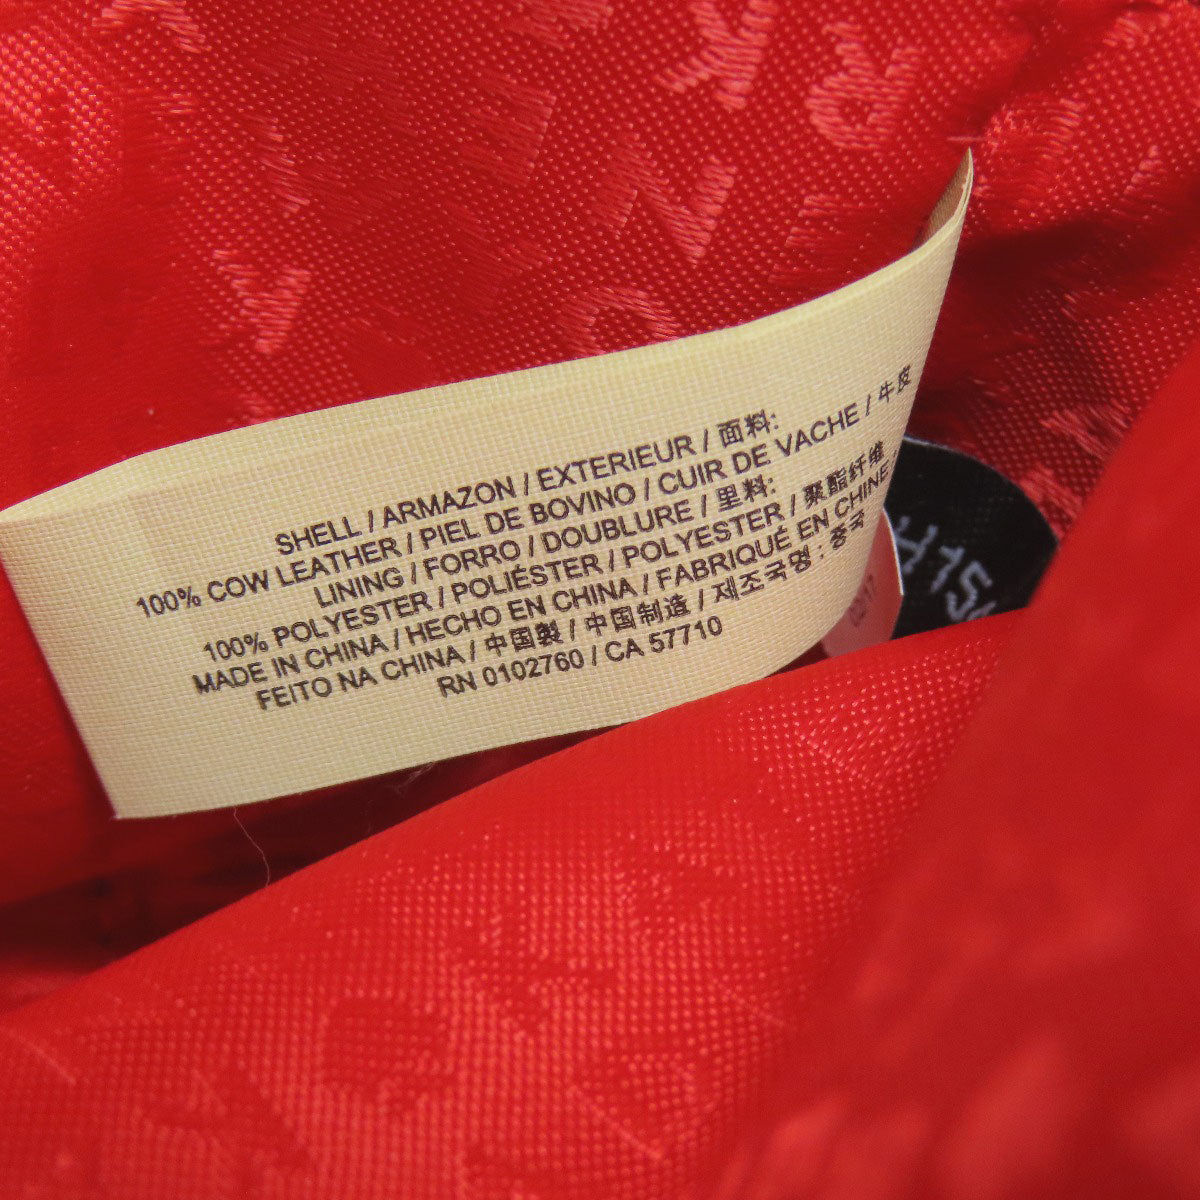 SHELL / ARMAZON / EXTERIEUR / 面料:
100% COW LEATHER / PIEL DE BOVINO / CUIR DE VACHE / 牛皮
LINING / FORRO / DOUBLURE / 里料:
100% POLYESTER / POLIÉSTER / POLYESTER / 聚酯纤维
MADE IN CHINA / HECHO EN CHINA / FABRIQUÉ EN CHINE /
FEITO NA CHINA / 中国製 / 中国制造 / 제조국명 : 중국
RN 0102760 / CA 57710